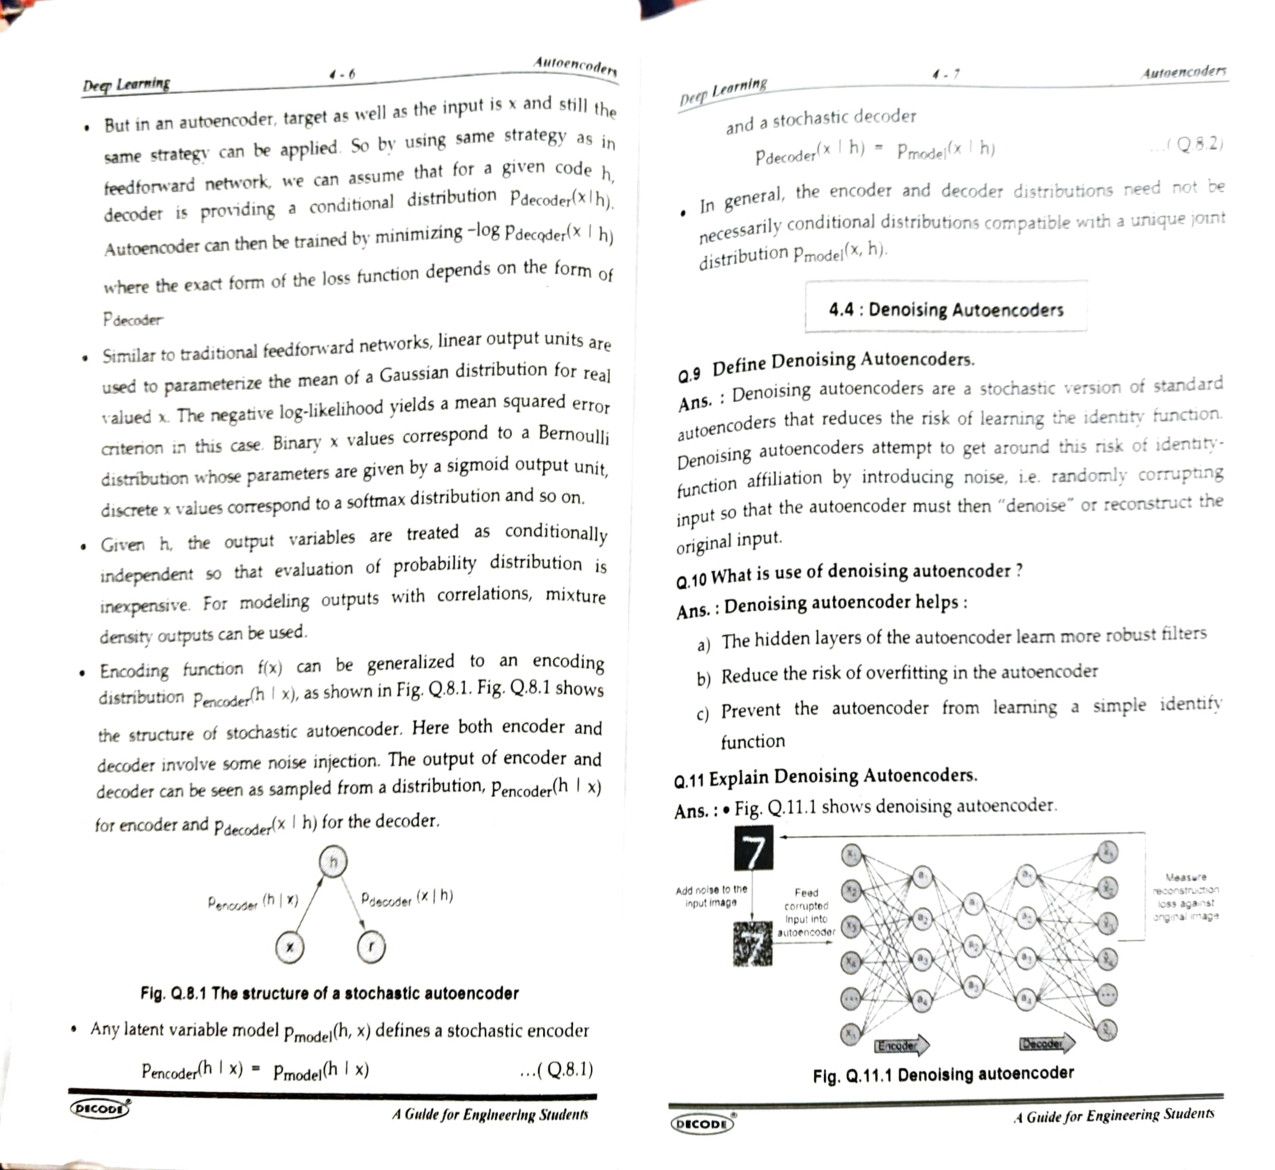 Deep Learning
4 - 6
Autoencoders
• But in an autoencoder, target as well as the input is x and still the
same strategy can be applied. So by using same strategy as in
feedforward network, we can assume that for a given code h,
decoder is providing a conditional distribution Pdecoder(x|h).
Autoencoder can then be trained by minimizing –log Pdecoder(x | h)
where the exact form of the loss function depends on the form of
Pdecoder
• Similar to traditional feedforward networks, linear output units are
used to parameterize the mean of a Gaussian distribution for real
valued x. The negative log-likelihood yields a mean squared error
criterion in this case. Binary x values correspond to a Bernoulli
distribution whose parameters are given by a sigmoid output unit,
discrete x values correspond to a softmax distribution and so on.
• Given h, the output variables are treated as conditionally
independent so that evaluation of probability distribution is
inexpensive. For modeling outputs with correlations, mixture
density outputs can be used.
• Encoding function f(x) can be generalized to an encoding
distribution Pencoder(h | x), as shown in Fig. Q.8.1. Fig. Q.8.1 shows
the structure of stochastic autoencoder. Here both encoder and
decoder involve some noise injection. The output of encoder and
decoder can be seen as sampled from a distribution, Pencoder(h | x)
for encoder and Pdecoder(x | h) for the decoder.
h
Pencoder (h | x)
Pdecoder (x | h)
x
r
Fig. Q.8.1 The structure of a stochastic autoencoder
• Any latent variable model Pmodel(h, x) defines a stochastic encoder
Pencoder(h | x) = Pmodel(h | x) ...( Q.8.1)
DECODE®
A Guide for Engineering Students
Deep Learning
4 - 7
Autoencoders
and a stochastic decoder
Pdecoder(x | h) = Pmodel(x | h) ...( Q.8.2)
• In general, the encoder and decoder distributions need not be
necessarily conditional distributions compatible with a unique joint
distribution Pmodel(x, h).
4.4 : Denoising Autoencoders
Q.9 Define Denoising Autoencoders.
Ans. : Denoising autoencoders are a stochastic version of standard
autoencoders that reduces the risk of learning the identity function.
Denoising autoencoders attempt to get around this risk of identity-
function affiliation by introducing noise, i.e. randomly corrupting
input so that the autoencoder must then "denoise" or reconstruct the
original input.
Q.10 What is use of denoising autoencoder ?
Ans. : Denoising autoencoder helps :
a) The hidden layers of the autoencoder learn more robust filters
b) Reduce the risk of overfitting in the autoencoder
c) Prevent the autoencoder from learning a simple identify
function
Q.11 Explain Denoising Autoencoders.
Ans. : • Fig. Q.11.1 shows denoising autoencoder.
7
Add noise to the
input image
7
Feed
corrupted
input into
autoencoder
Measure
reconstruction
loss against
original image
Encoder
Decoder
Fig. Q.11.1 Denoising autoencoder
DECODE®
A Guide for Engineering Students